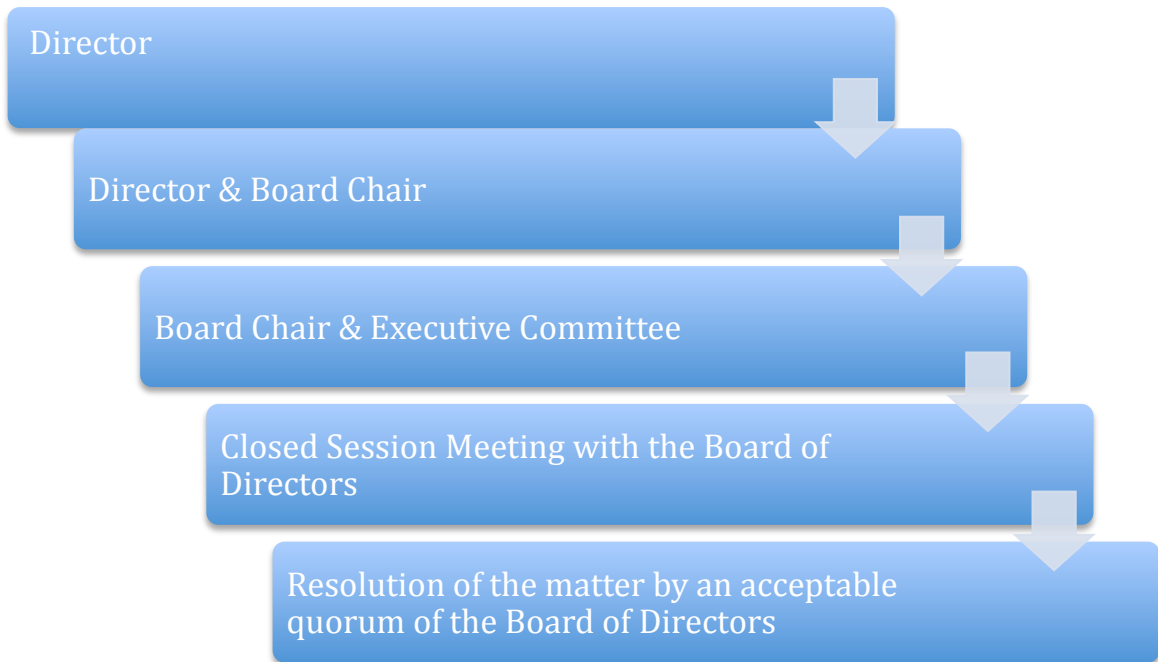 Director
Director & Board Chair
Board Chair & Executive Committee
Closed Session Meeting with the Board of
Directors
Resolution of the matter by an acceptable
quorum of the Board of Directors